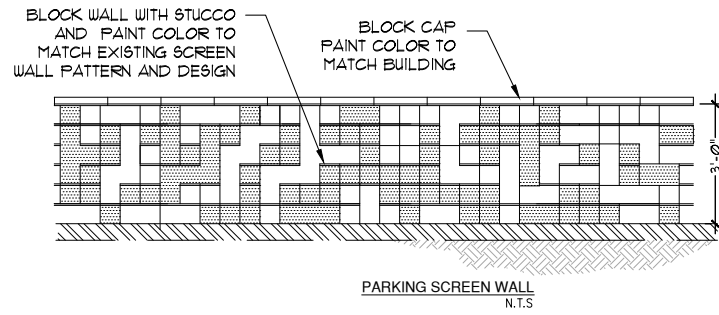 BLOCK WALL WITH STUCCO
AND PAINT COLOR TO
MATCH EXISTING SCREEN
WALL PATTERN AND DESIGN
BLOCK CAP
PAINT COLOR TO
MATCH BUILDING
3'-0"
PARKING SCREEN WALL
N.T.S